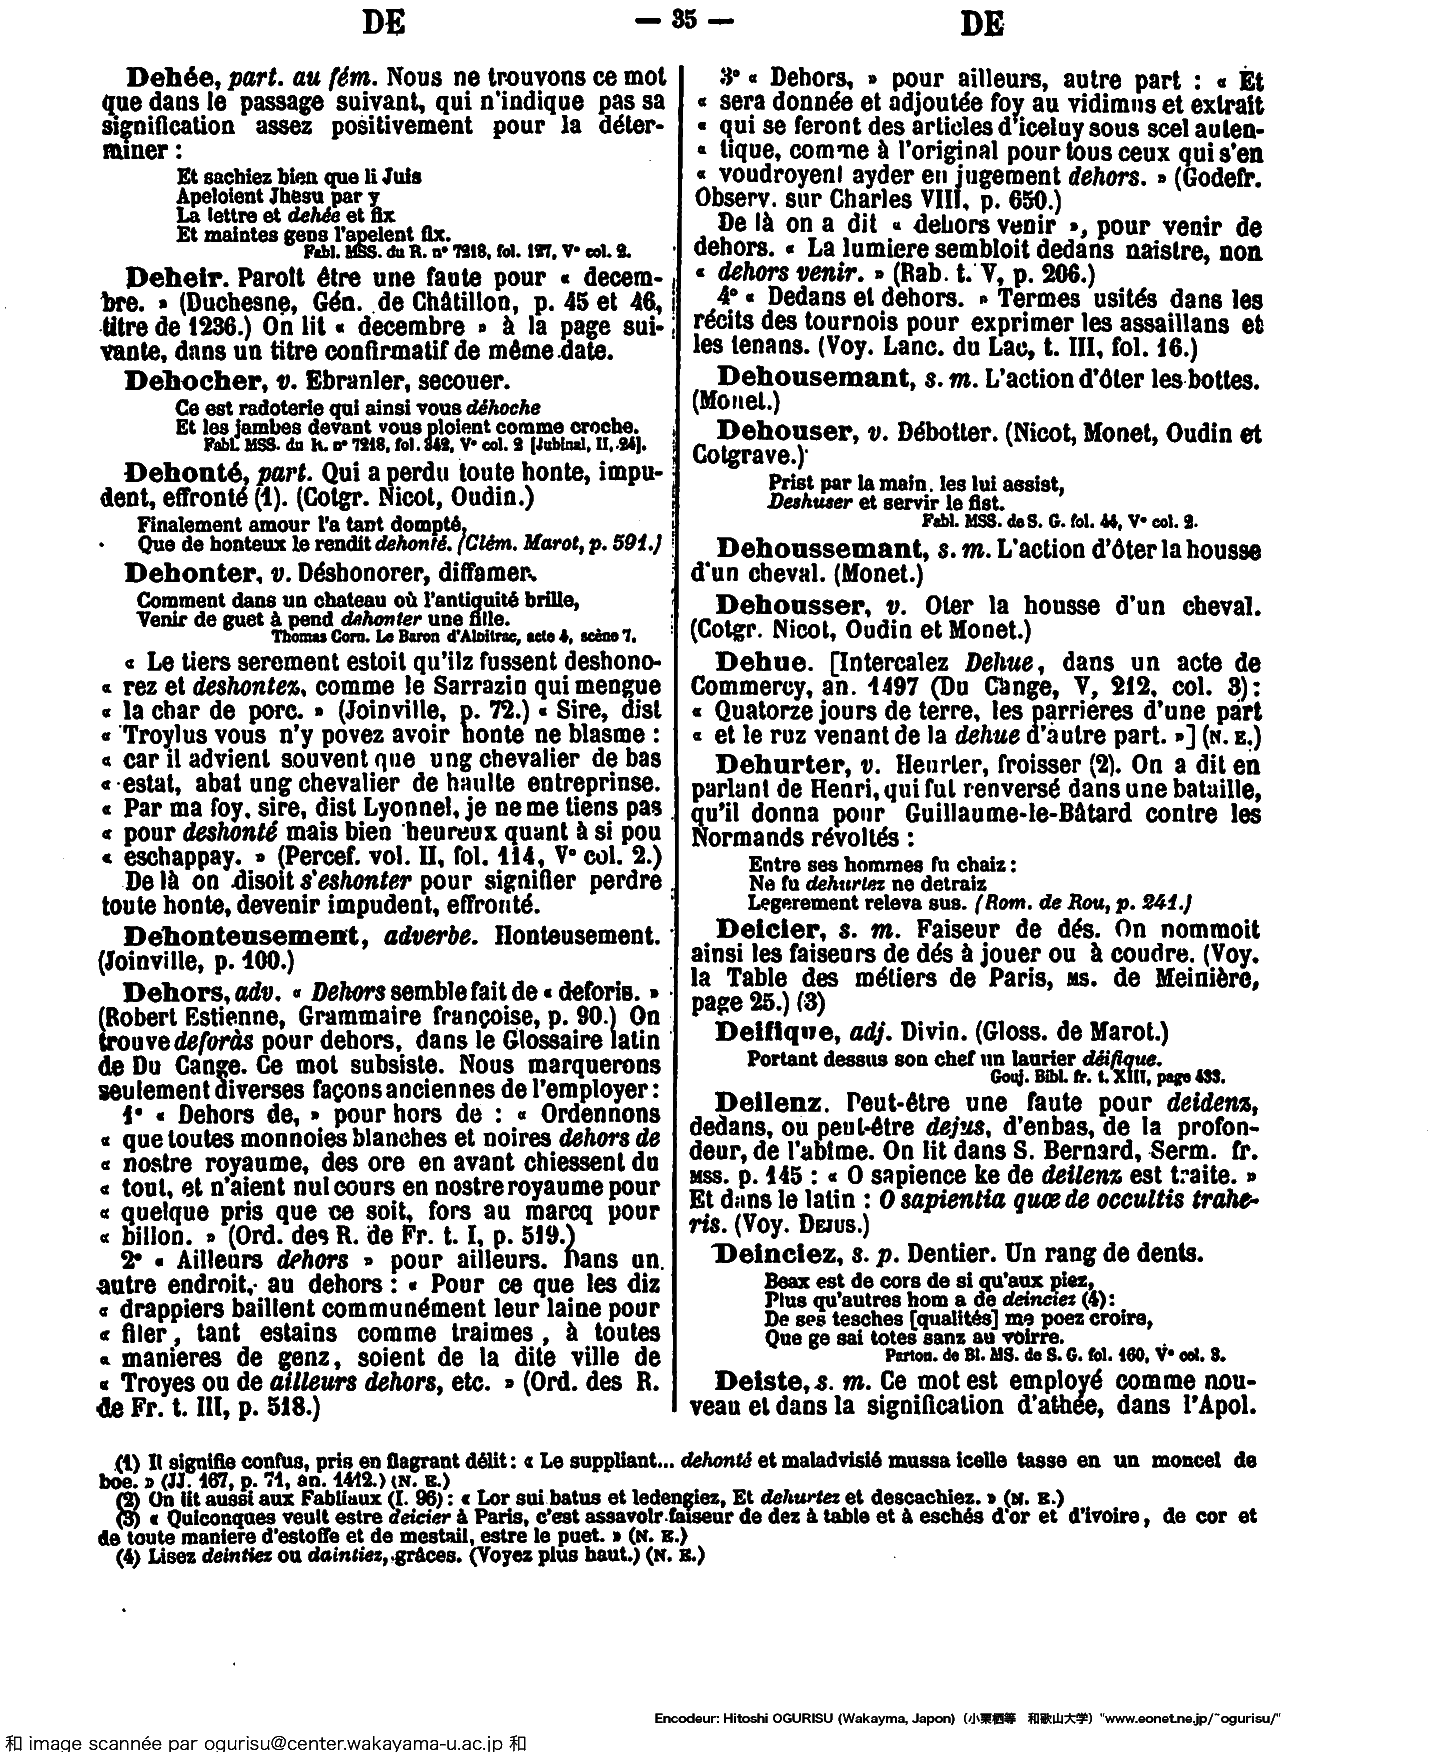 DE
— 35 —
DE
Dehée, part. au fém. Nous ne trouvons ce mot
que dans le passage suivant, qui n'indique pas sa
signification assez positivement pour la déter-
miner :
Et sachiez bien que li Juis
Apeloient Jhesu par y
La lettre et dehée et fix
Et maintes gens l'apelent fix.
Fabl. MSS. du R. n° 7218, fol. 127, V° col. 2.
Deheir. Paroît être une faute pour « decem-
bre. » (Duchesne, Gén. de Châtillon, p. 45 et 46,
titre de 1236.) On lit « decembre » à la page sui-
vante, dans un titre confirmatif de même date.
Dehocher, v. Ebranler, secouer.
Ce est radoterie qui ainsi vous déhoche
Et les jambes devant vous ploient comme croche.
Fabl. MSS. du R. n° 7218, fol. 342, V° col. 2 [Jubinal, II, 24].
Dehonté, part. Qui a perdu toute honte, impu-
dent, effronté (1). (Cotgr. Nicot, Oudin.)
Finalement amour l'a tant dompté,
Que de honteux le rendit dehonté. (Clém. Marot, p. 591.)
Dehonter, v. Déshonorer, diffamer.
Comment dans un chateau où l'antiquité brille,
Venir de guet à pend dehonter une fille.
Thomas Corn. Le Baron d'Albitrac, acte 4, scène 7.
« Le tiers serement estoit qu'ilz fussent deshono-
« rez et deshontez, comme le Sarrazin qui mengue
« la char de porc. » (Joinville, p. 72.) « Sire, dist
« Troylus vous n'y povez avoir honte ne blasme :
« car il advient souvent que ung chevalier de bas
« estat, abat ung chevalier de haulte entreprinse.
« Par ma foy, sire, dist Lyonnel, je ne me tiens pas
« pour deshonté mais bien heureux quant à si pou
« eschappay. » (Percef. vol. II, fol. 114, V° col. 2.)
De là on disoit s'eshonter pour signifier perdre
toute honte, devenir impudent, effronté.
Dehonteusement, adverbe. Honteusement.
(Joinville, p. 100.)
Dehors, adv. « Dehors semble fait de « deforis. »
(Robert Estienne, Grammaire françoise, p. 90.) On
trouve deforàs pour dehors, dans le Glossaire latin
de Du Cange. Ce mot subsiste. Nous marquerons
seulement diverses façons anciennes de l'employer :
1° « Dehors de, » pour hors de : « Ordennons
« que toutes monnoies blanches et noires dehors de
« nostre royaume, des ore en avant chiessent du
« tout, et n'aient nul cours en nostre royaume pour
« quelque pris que ce soit, fors au marcq pour
« billon. » (Ord. des R. de Fr. t. I, p. 519.)
2° « Ailleurs dehors » pour ailleurs. Dans un
autre endroit, au dehors : « Pour ce que les diz
« drappiers baillent communément leur laine pour
« filer, tant estains comme traimes, à toutes
« manieres de genz, soient de la dite ville de
« Troyes ou de ailleurs dehors, etc. » (Ord. des R.
de Fr. t. III, p. 518.)
3° « Dehors, » pour ailleurs, autre part : « Et
« sera donnée et adjoutée foy au vidimus et extrait
« qui se feront des articles d'iceluy sous scel auten-
« tique, comme à l'original pour tous ceux qui s'en
« voudroyent ayder en jugement dehors. » (Godefr.
Observ. sur Charles VIII, p. 650.)
De là on a dit « dehors venir », pour venir de
dehors. « La lumiere sembloit dedans naistre, non
« dehors venir. » (Rab. t. V, p. 206.)
4° « Dedans et dehors. » Termes usités dans les
récits des tournois pour exprimer les assaillans et
les tenans. (Voy. Lanc. du Lac, t. III, fol. 16.)
Dehousemant, s. m. L'action d'ôter les bottes.
(Monet.)
Dehouser, v. Débotter. (Nicot, Monet, Oudin et
Cotgrave.)
Prist par la main, les lui assist,
Deshuser et servir le fist.
Fabl. MSS. de S. G. fol. 44, V° col. 2.
Dehoussemant, s. m. L'action d'ôter la housse
d'un cheval. (Monet.)
Dehousser, v. Oter la housse d'un cheval.
(Cotgr. Nicot, Oudin et Monet.)
Dehue. [Intercalez Dehue, dans un acte de
Commercy, an. 1497 (Du Cange, V, 212, col. 3) :
« Quatorze jours de terre, les parrieres d'une part
« et le ruz venant de la dehue d'autre part. »] (N. E.)
Dehurter, v. Heurter, froisser (2). On a dit en
parlant de Henri, qui fut renversé dans une bataille,
qu'il donna pour Guillaume-le-Bâtard contre les
Normands révoltés :
Entre ses hommes fu chaiz :
Ne fu dehurtez ne detraiz
Legerement releva sus. (Rom. de Rou, p. 241.)
Deicier, s. m. Faiseur de dés. On nommoit
ainsi les faiseurs de dés à jouer ou à coudre. (Voy.
la Table des métiers de Paris, MS. de Meinière,
page 25.) (3)
Deifique, adj. Divin. (Gloss. de Marot.)
Portant dessus son chef un laurier déifique.
Gouj. Bibl. fr. t. XIII, page 433.
Deilenz. Peut-être une faute pour deidenz,
dedans, ou peut-être dejus, d'enbas, de la profon-
deur, de l'abime. On lit dans S. Bernard, Serm. fr.
MSS. p. 145 : « O sapience ke de deilenz est traite. »
Et dans le latin : O sapientia quœ de occultis trahe-
ris. (Voy. DEJUS.)
Deinciez, s. p. Dentier. Un rang de dents.
Beax est de cors de si qu'aux piez,
Plus qu'autres hom a de deinciez (4) :
De ses tesches [qualités] me poez croire,
Que ge sai totes sanz au voirre.
Parton. de Bl. MS. de S. G. fol. 160, V° col. 3.
Deiste, s. m. Ce mot est employé comme nou-
veau et dans la signification d'athée, dans l'Apol.
(1) Il signifie confus, pris en flagrant délit : « Le suppliant... dehonté et maladvisié mussa icelle tasse en un moncel de
boe. » (JJ. 167, p. 71, an. 1412.) (N. E.)
(2) On lit aussi aux Fabliaux (I. 96) : « Lor sui batus et ledengiez, Et dehurtez et descachiez. » (N. E.)
(3) « Quiconques veult estre deicier à Paris, c'est assavoir faiseur de dez à table et à eschés d'or et d'ivoire, de cor et
de toute maniere d'estoffe et de mestail, estre le puet. » (N. E.)
(4) Lisez deintiez ou daintiez, grâces. (Voyez plus haut.) (N. E.)
Encodeur: Hitoshi OGURISU (Wakayma, Japon) (小栗栖等 和歌山大学) "www.eonet.ne.jp/~ogurisu/"
和 image scannée par ogurisu@center.wakayama-u.ac.jp 和